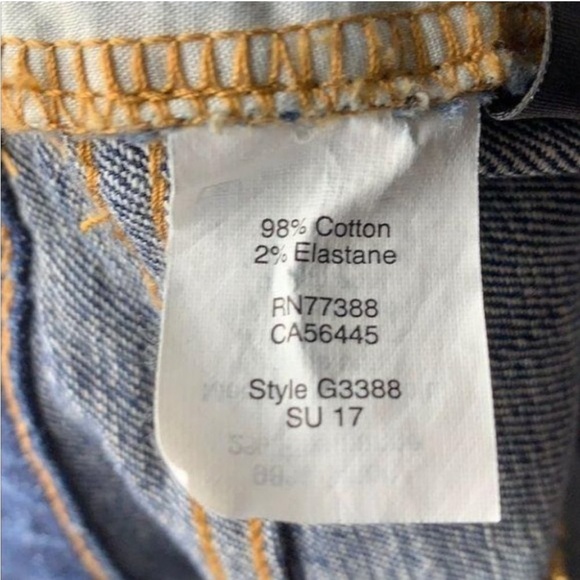 98% Cotton
2% Elastane
RN77388
CA56445
Style G3388
SU 17